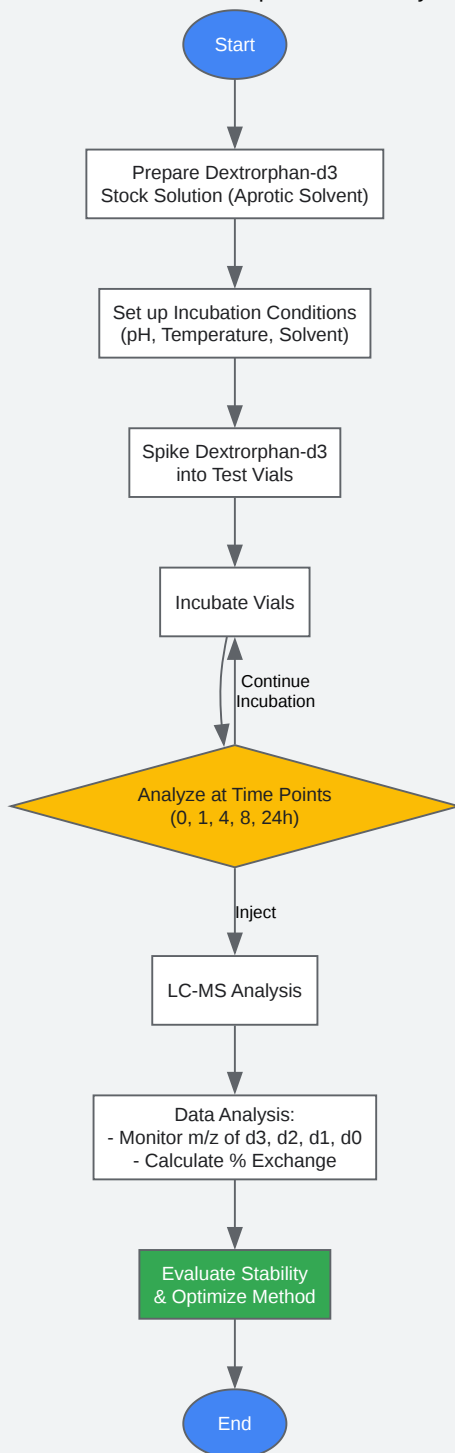 Start
Prepare Dextrorphan-d3
Stock Solution (Aprotic Solvent)
Set up Incubation Conditions
(pH, Temperature, Solvent)
Spike Dextrorphan-d3
into Test Vials
Incubate Vials
Continue
Incubation
Analyze at Time Points
(0, 1, 4, 8, 24h)
Inject
LC-MS Analysis
Data Analysis:
- Monitor m/z of d3, d2, d1, d0
- Calculate % Exchange
Evaluate Stability
& Optimize Method
End